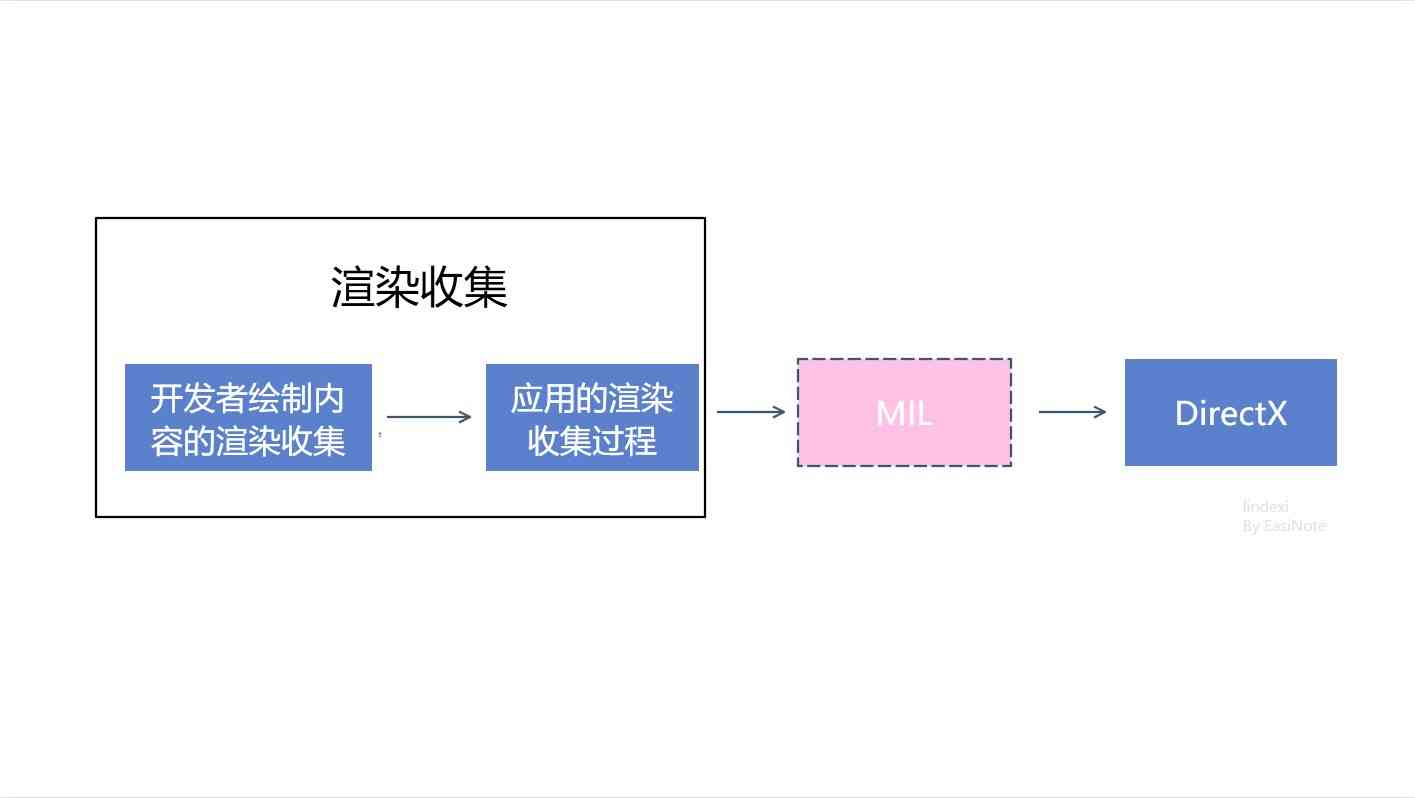 渲染收集
开发者绘制内
容的渲染收集
应用的渲染
收集过程
MIL
DirectX
lindexi
By EasiNote